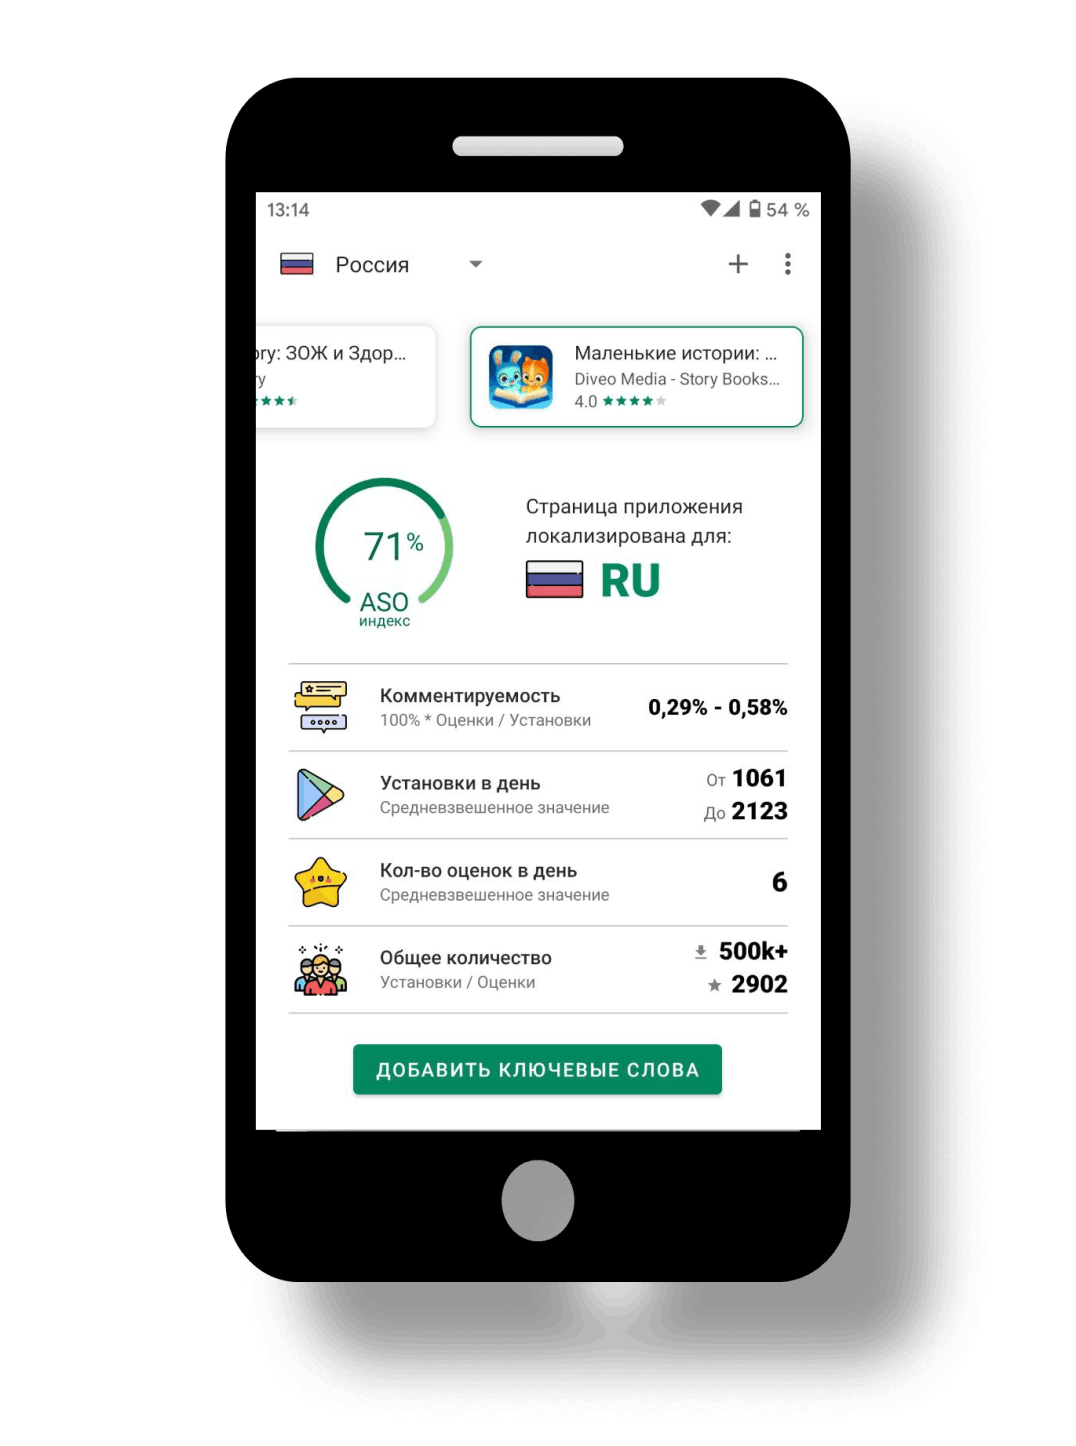 13:14
54 %
Россия
ory: ЗОЖ и Здор...
ry
Маленькие истории: ...
Diveo Media - Story Books...
4.0
71%
ASO
индекс
Страница приложения
локализирована для:
RU
Комментируемость
100% * Оценки / Установки
0,29% - 0,58%
Установки в день
Средневзвешенное значение
От 1061
До 2123
Кол-во оценок в день
Средневзвешенное значение
6
Общее количество
Установки / Оценки
500k+
2902
ДОБАВИТЬ КЛЮЧЕВЫЕ СЛОВА